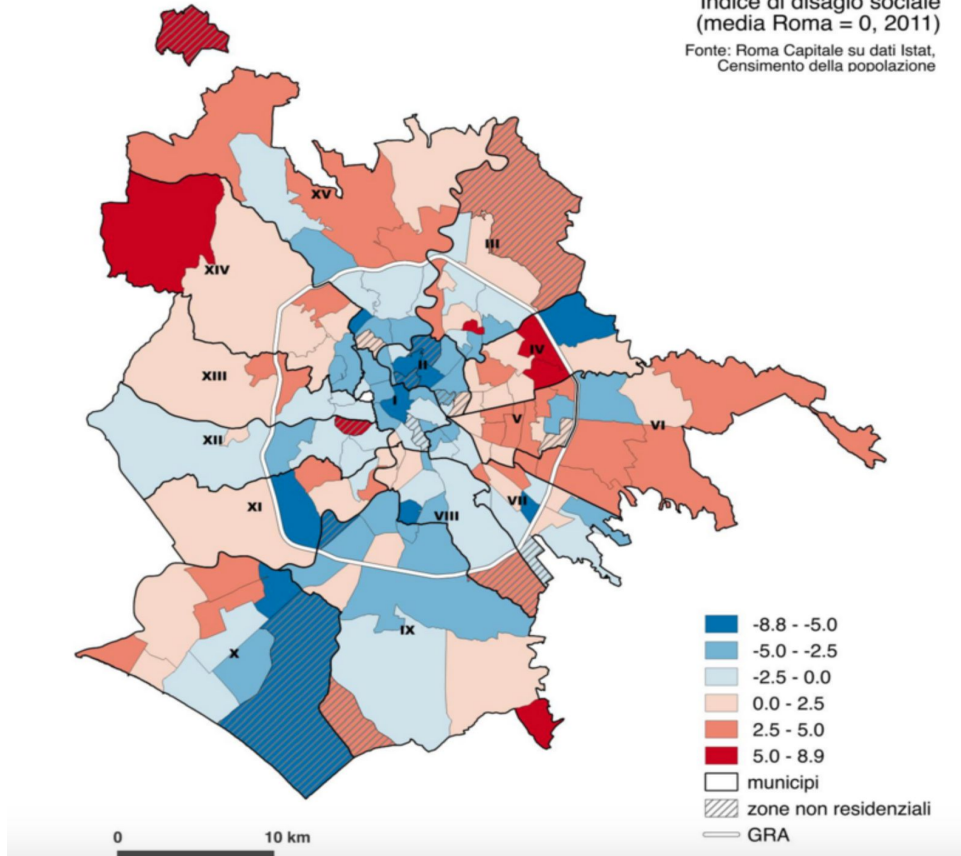 Indice di disagio sociale
(media Roma = 0, 2011)
Fonte: Roma Capitale su dati Istat,
Censimento della popolazione
XV
III
XIV
IV
II
XIII
I
V
VI
XII
VII
XI
VIII
IX
X
-8.8 - -5.0
-5.0 - -2.5
-2.5 - 0.0
0.0 - 2.5
2.5 - 5.0
5.0 - 8.9
municipi
zone non residenziali
GRA
0 10 km